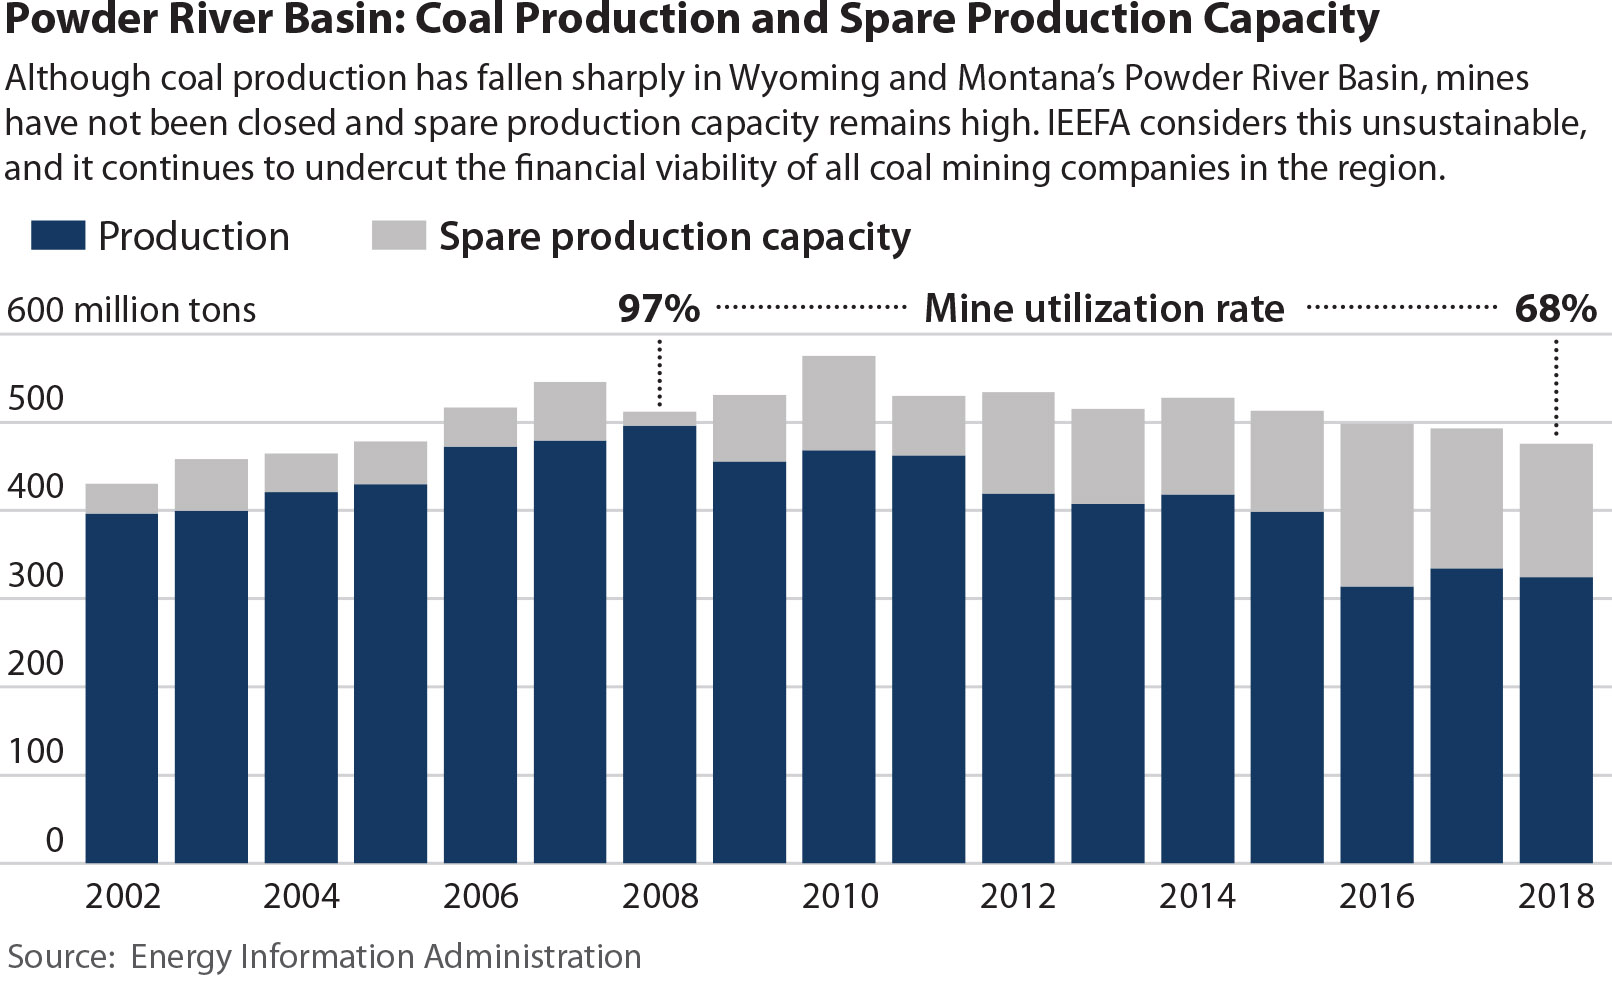 Powder River Basin: Coal Production and Spare Production Capacity
Although coal production has fallen sharply in Wyoming and Montana’s Powder River Basin, mines
have not been closed and spare production capacity remains high. IEEFA considers this unsustainable,
and it continues to undercut the financial viability of all coal mining companies in the region.
Production Spare production capacity
600 million tons 97% Mine utilization rate 68%
500
400
300
200
100
0
2002 2004 2006 2008 2010 2012 2014 2016 2018
Source: Energy Information Administration